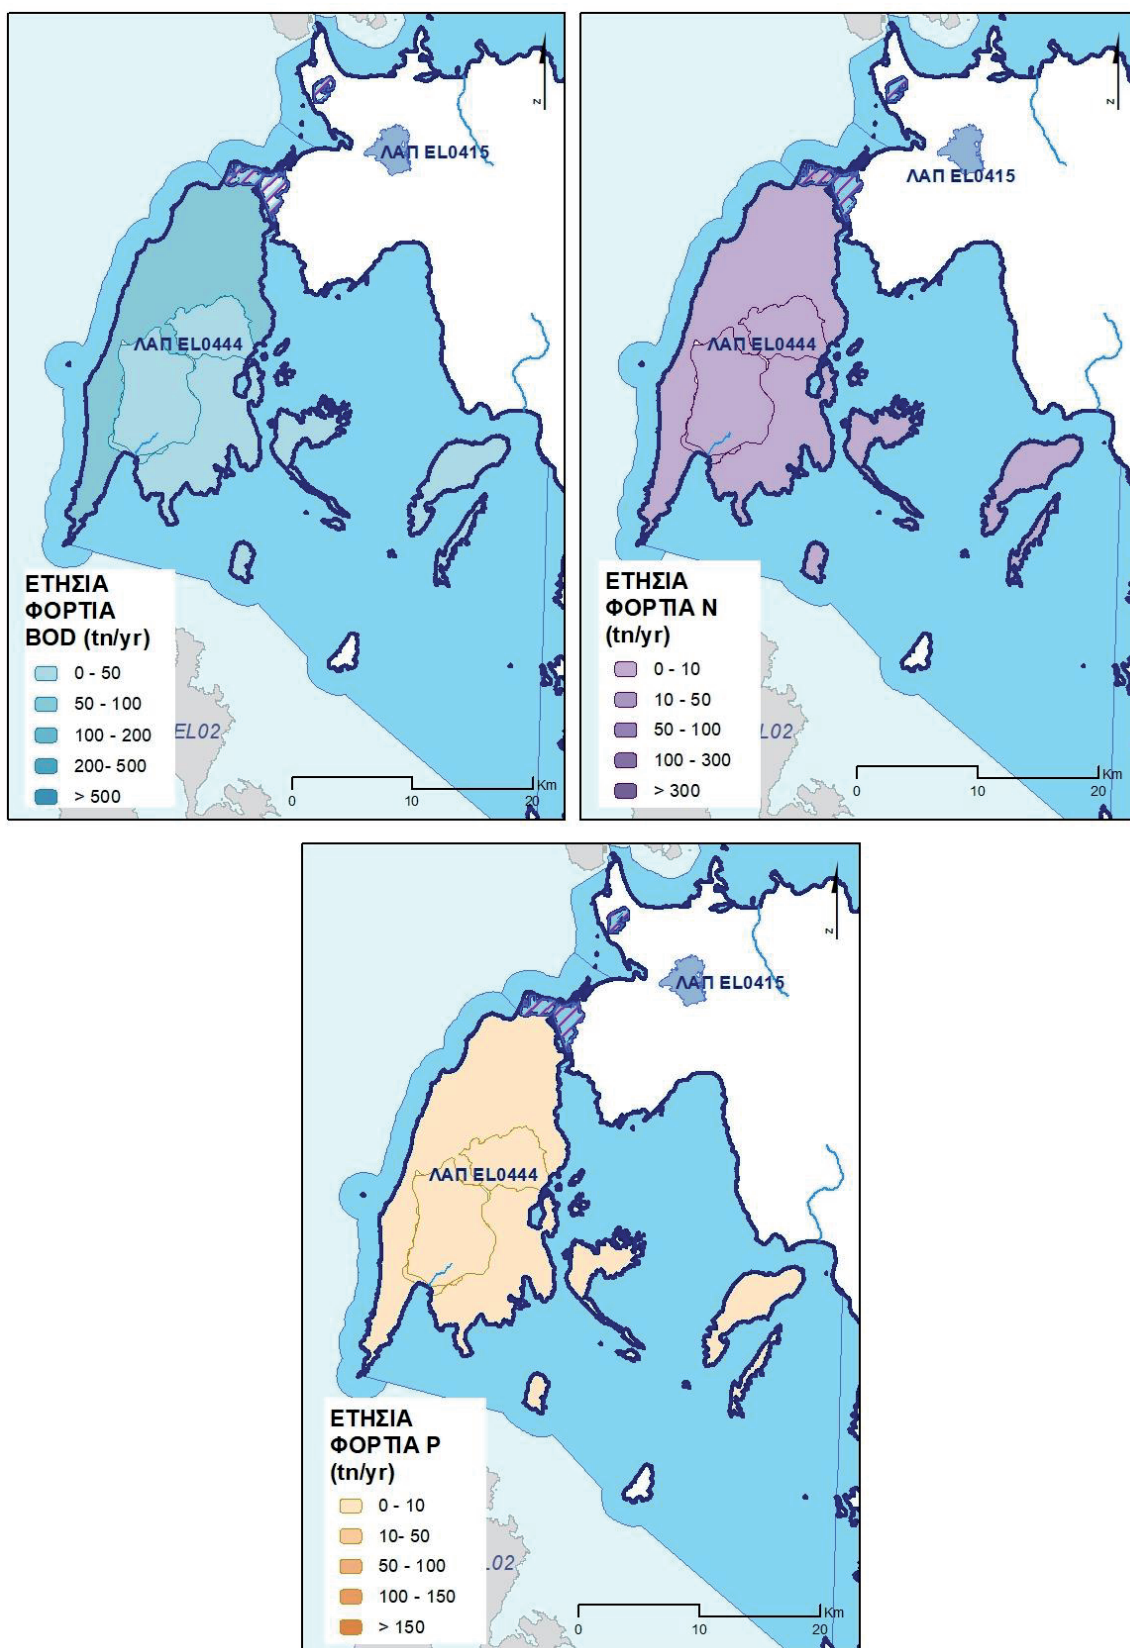 N
ΛΑΠ EL0415
ΛΑΠ EL0444
ΕΤΗΣΙΑ
ΦΟΡΤΙΑ
BOD (tn/yr)
0 - 50
50 - 100
100 - 200
200- 500
> 500
EL02
Km
0 10 20
N
ΛΑΠ EL0415
ΛΑΠ EL0444
ΕΤΗΣΙΑ
ΦΟΡΤΙΑ N
(tn/yr)
0 - 10
10 - 50
50 - 100
100 - 300
> 300
02
Km
0 10 20
N
ΛΑΠ EL0415
ΛΑΠ EL0444
ΕΤΗΣΙΑ
ΦΟΡΤΙΑ P
(tn/yr)
0 - 10
10- 50
50 - 100
100 - 150
> 150
L02
Km
0 10 20